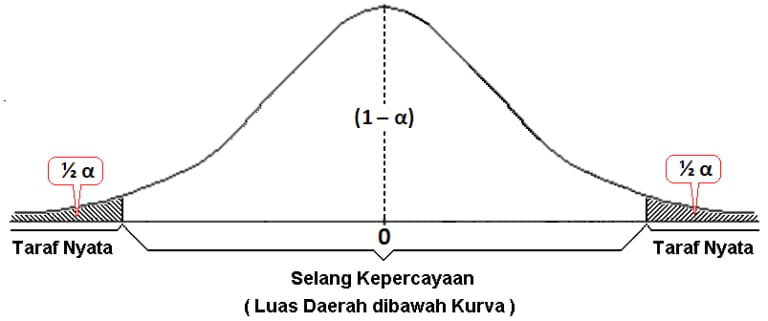 (1 – α)
½ α
½ α
0
Taraf Nyata
Taraf Nyata
Selang Kepercayaan
( Luas Daerah dibawah Kurva )